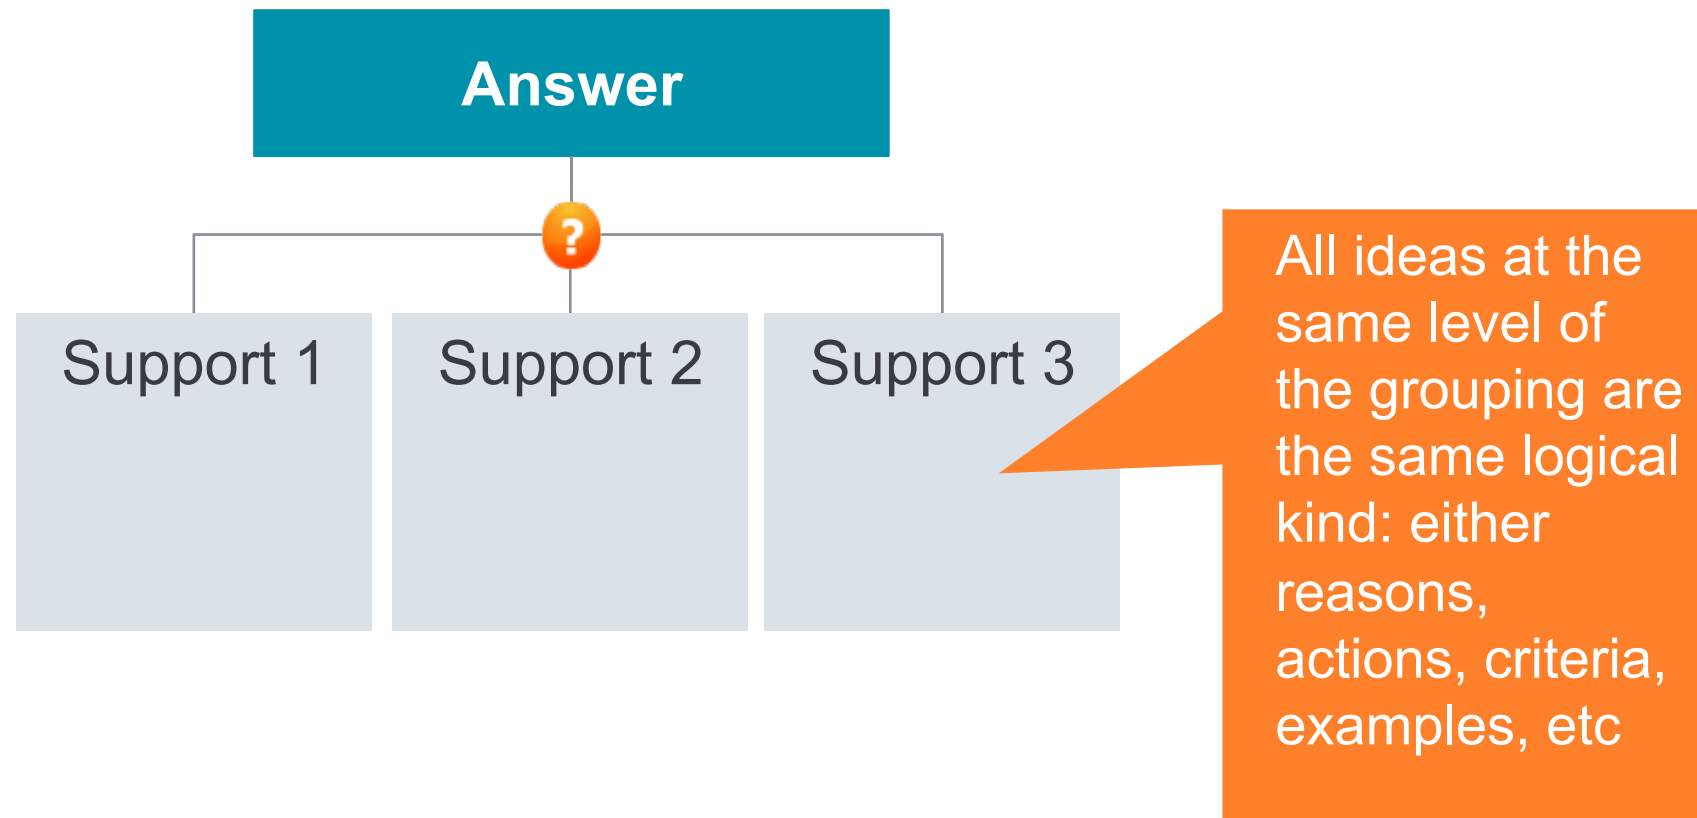 Answer
?
Support 1
Support 2
Support 3
All ideas at the
same level of
the grouping are
the same logical
kind: either
reasons,
actions, criteria,
examples, etc